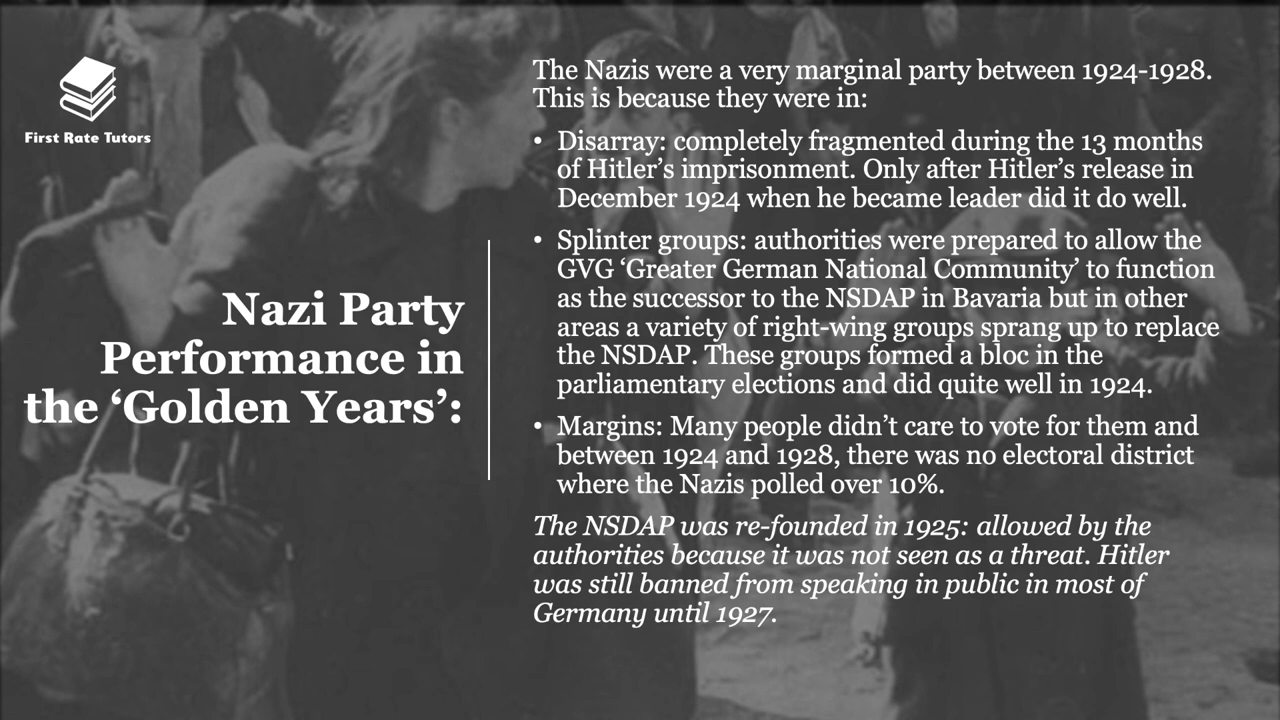 First Rate Tutors
Nazi Party
Performance in
the ‘Golden Years’:
The Nazis were a very marginal party between 1924-1928.
This is because they were in:
• Disarray: completely fragmented during the 13 months
of Hitler’s imprisonment. Only after Hitler’s release in
December 1924 when he became leader did it do well.
• Splinter groups: authorities were prepared to allow the
GVG ‘Greater German National Community’ to function
as the successor to the NSDAP in Bavaria but in other
areas a variety of right-wing groups sprang up to replace
the NSDAP. These groups formed a bloc in the
parliamentary elections and did quite well in 1924.
• Margins: Many people didn’t care to vote for them and
between 1924 and 1928, there was no electoral district
where the Nazis polled over 10%.
The NSDAP was re-founded in 1925: allowed by the
authorities because it was not seen as a threat. Hitler
was still banned from speaking in public in most of
Germany until 1927.